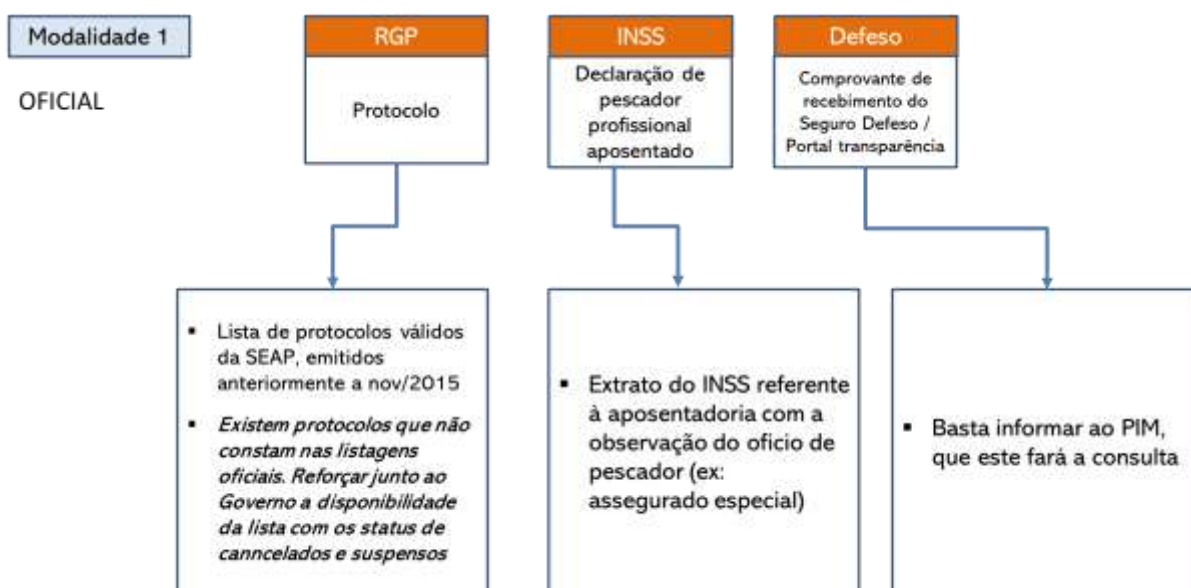 Modalidade 1
OFICIAL
RGP
Protocolo
INSS
Declaração de
pescador
profissional
aposentado
Defeso
Comprovante de
recebimento do
Seguro Defeso /
Portal transparência
▪ Lista de protocolos válidos
da SEAP, emitidos
anteriormente a nov/2015
▪ Existem protocolos que não
constam nas listagens
oficiais. Reforçar junto ao
Governo a disponibilidade
da lista com os status de
canncelados e suspensos
▪ Extrato do INSS referente
à aposentadoria com a
observação do oficio de
pescador (ex:
assegurado especial)
▪ Basta informar ao PIM,
que este fará a consulta